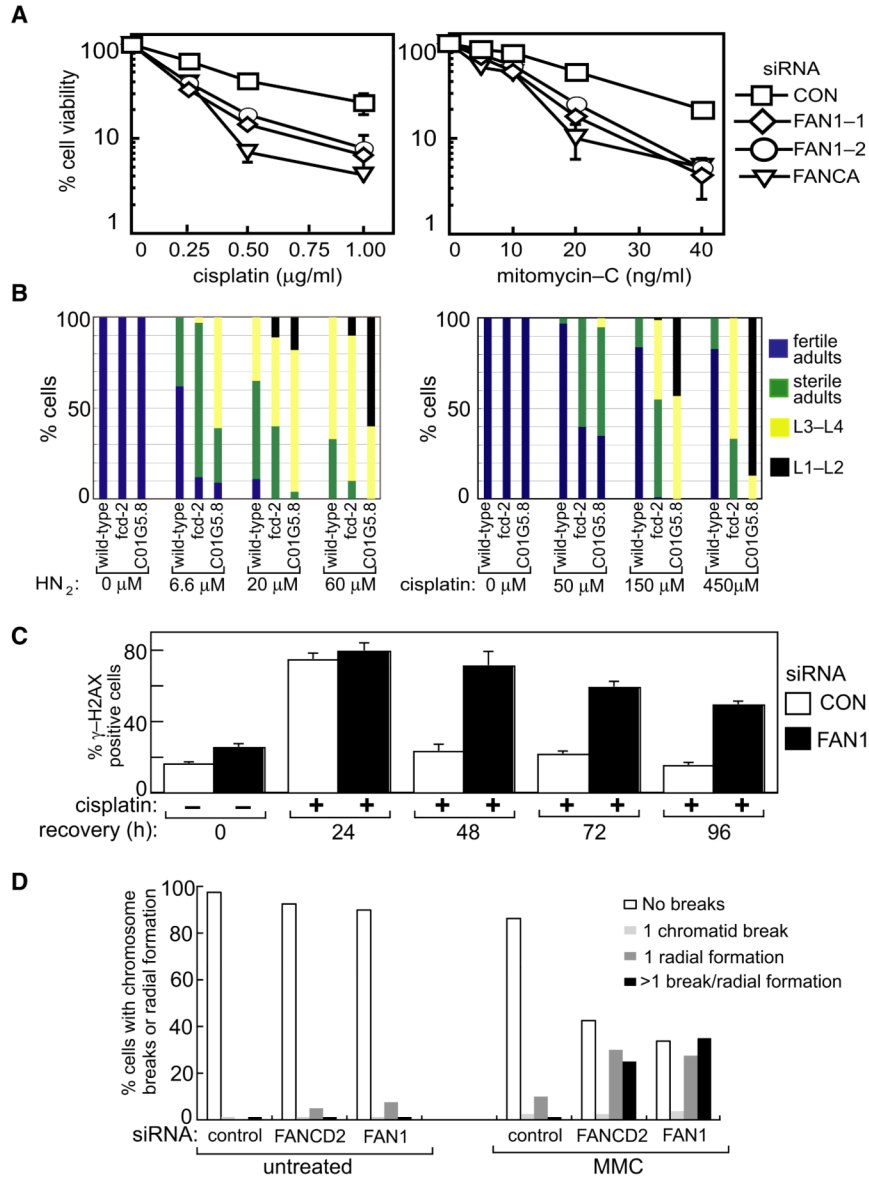 A
% cell viability
100
10
1
0 0.25 0.50 0.75 1.00
cisplatin (μg/ml)
100
10
1
0 10 20 30 40
mitomycin–C (ng/ml)
siRNA
CON
FAN1–1
FAN1–2
FANCA
B
% cells
100
50
0
wild-type fcd-2 C01G5.8 wild-type fcd-2 C01G5.8 wild-type fcd-2 C01G5.8 wild-type fcd-2 C01G5.8
HN2: 0 μM 6.6 μM 20 μM 60 μM
% cells
100
50
0
wild-type fcd-2 C01G5.8 wild-type fcd-2 C01G5.8 wild-type fcd-2 C01G5.8 wild-type fcd-2 C01G5.8
cisplatin: 0 μM 50 μM 150 μM 450μM
fertile
adults
sterile
adults
L3–L4
L1–L2
C
% γ–H2AX
positive cells
80
40
0
cisplatin: – – + + + + + + + +
recovery (h): 0 24 48 72 96
siRNA
CON
FAN1
D
% cells with chromosome
breaks or radial formation
100
80
60
40
20
0
No breaks
1 chromatid break
1 radial formation
>1 break/radial formation
siRNA: control FANCD2 FAN1 control FANCD2 FAN1
untreated MMC